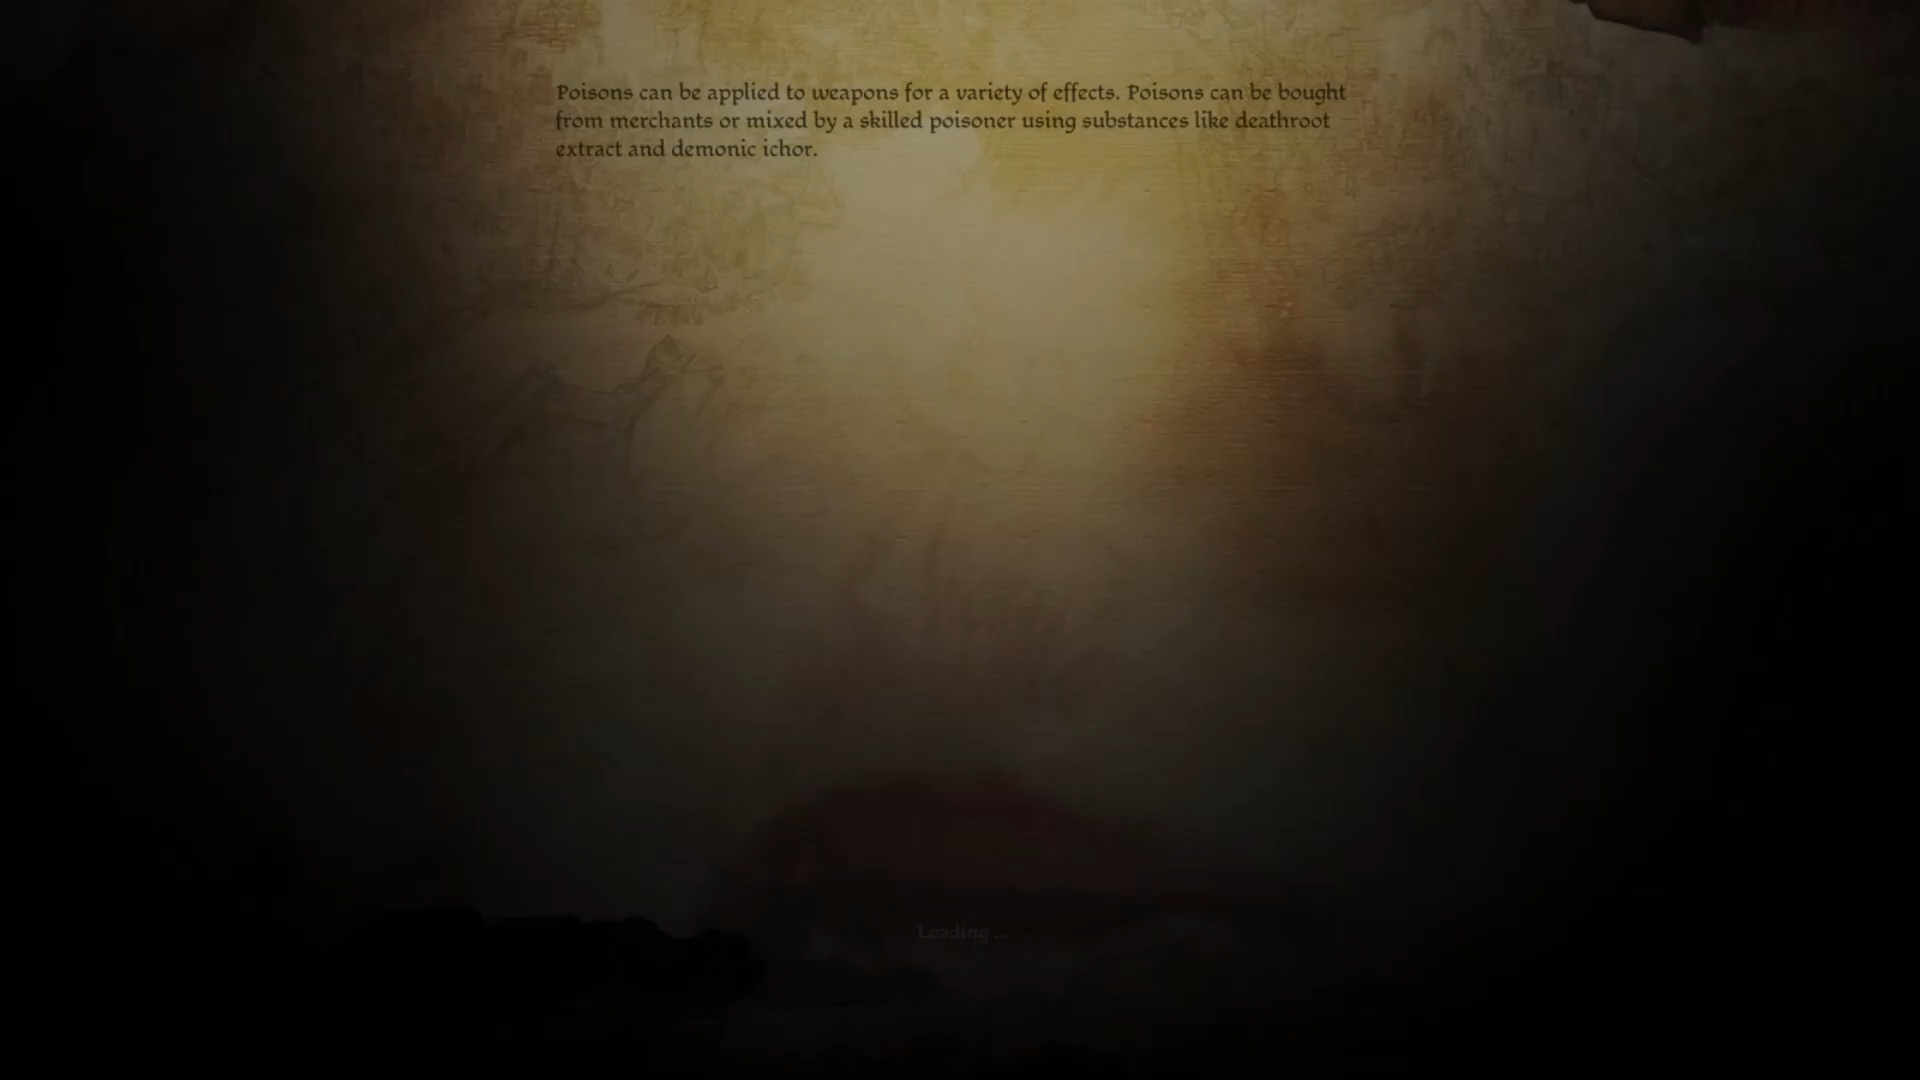 Poisons can be applied to weapons for a variety of effects. Poisons can be bought
from merchants or mixed by a skilled poisoner using substances like deathroot
extract and demonic ichor.
Loading ...